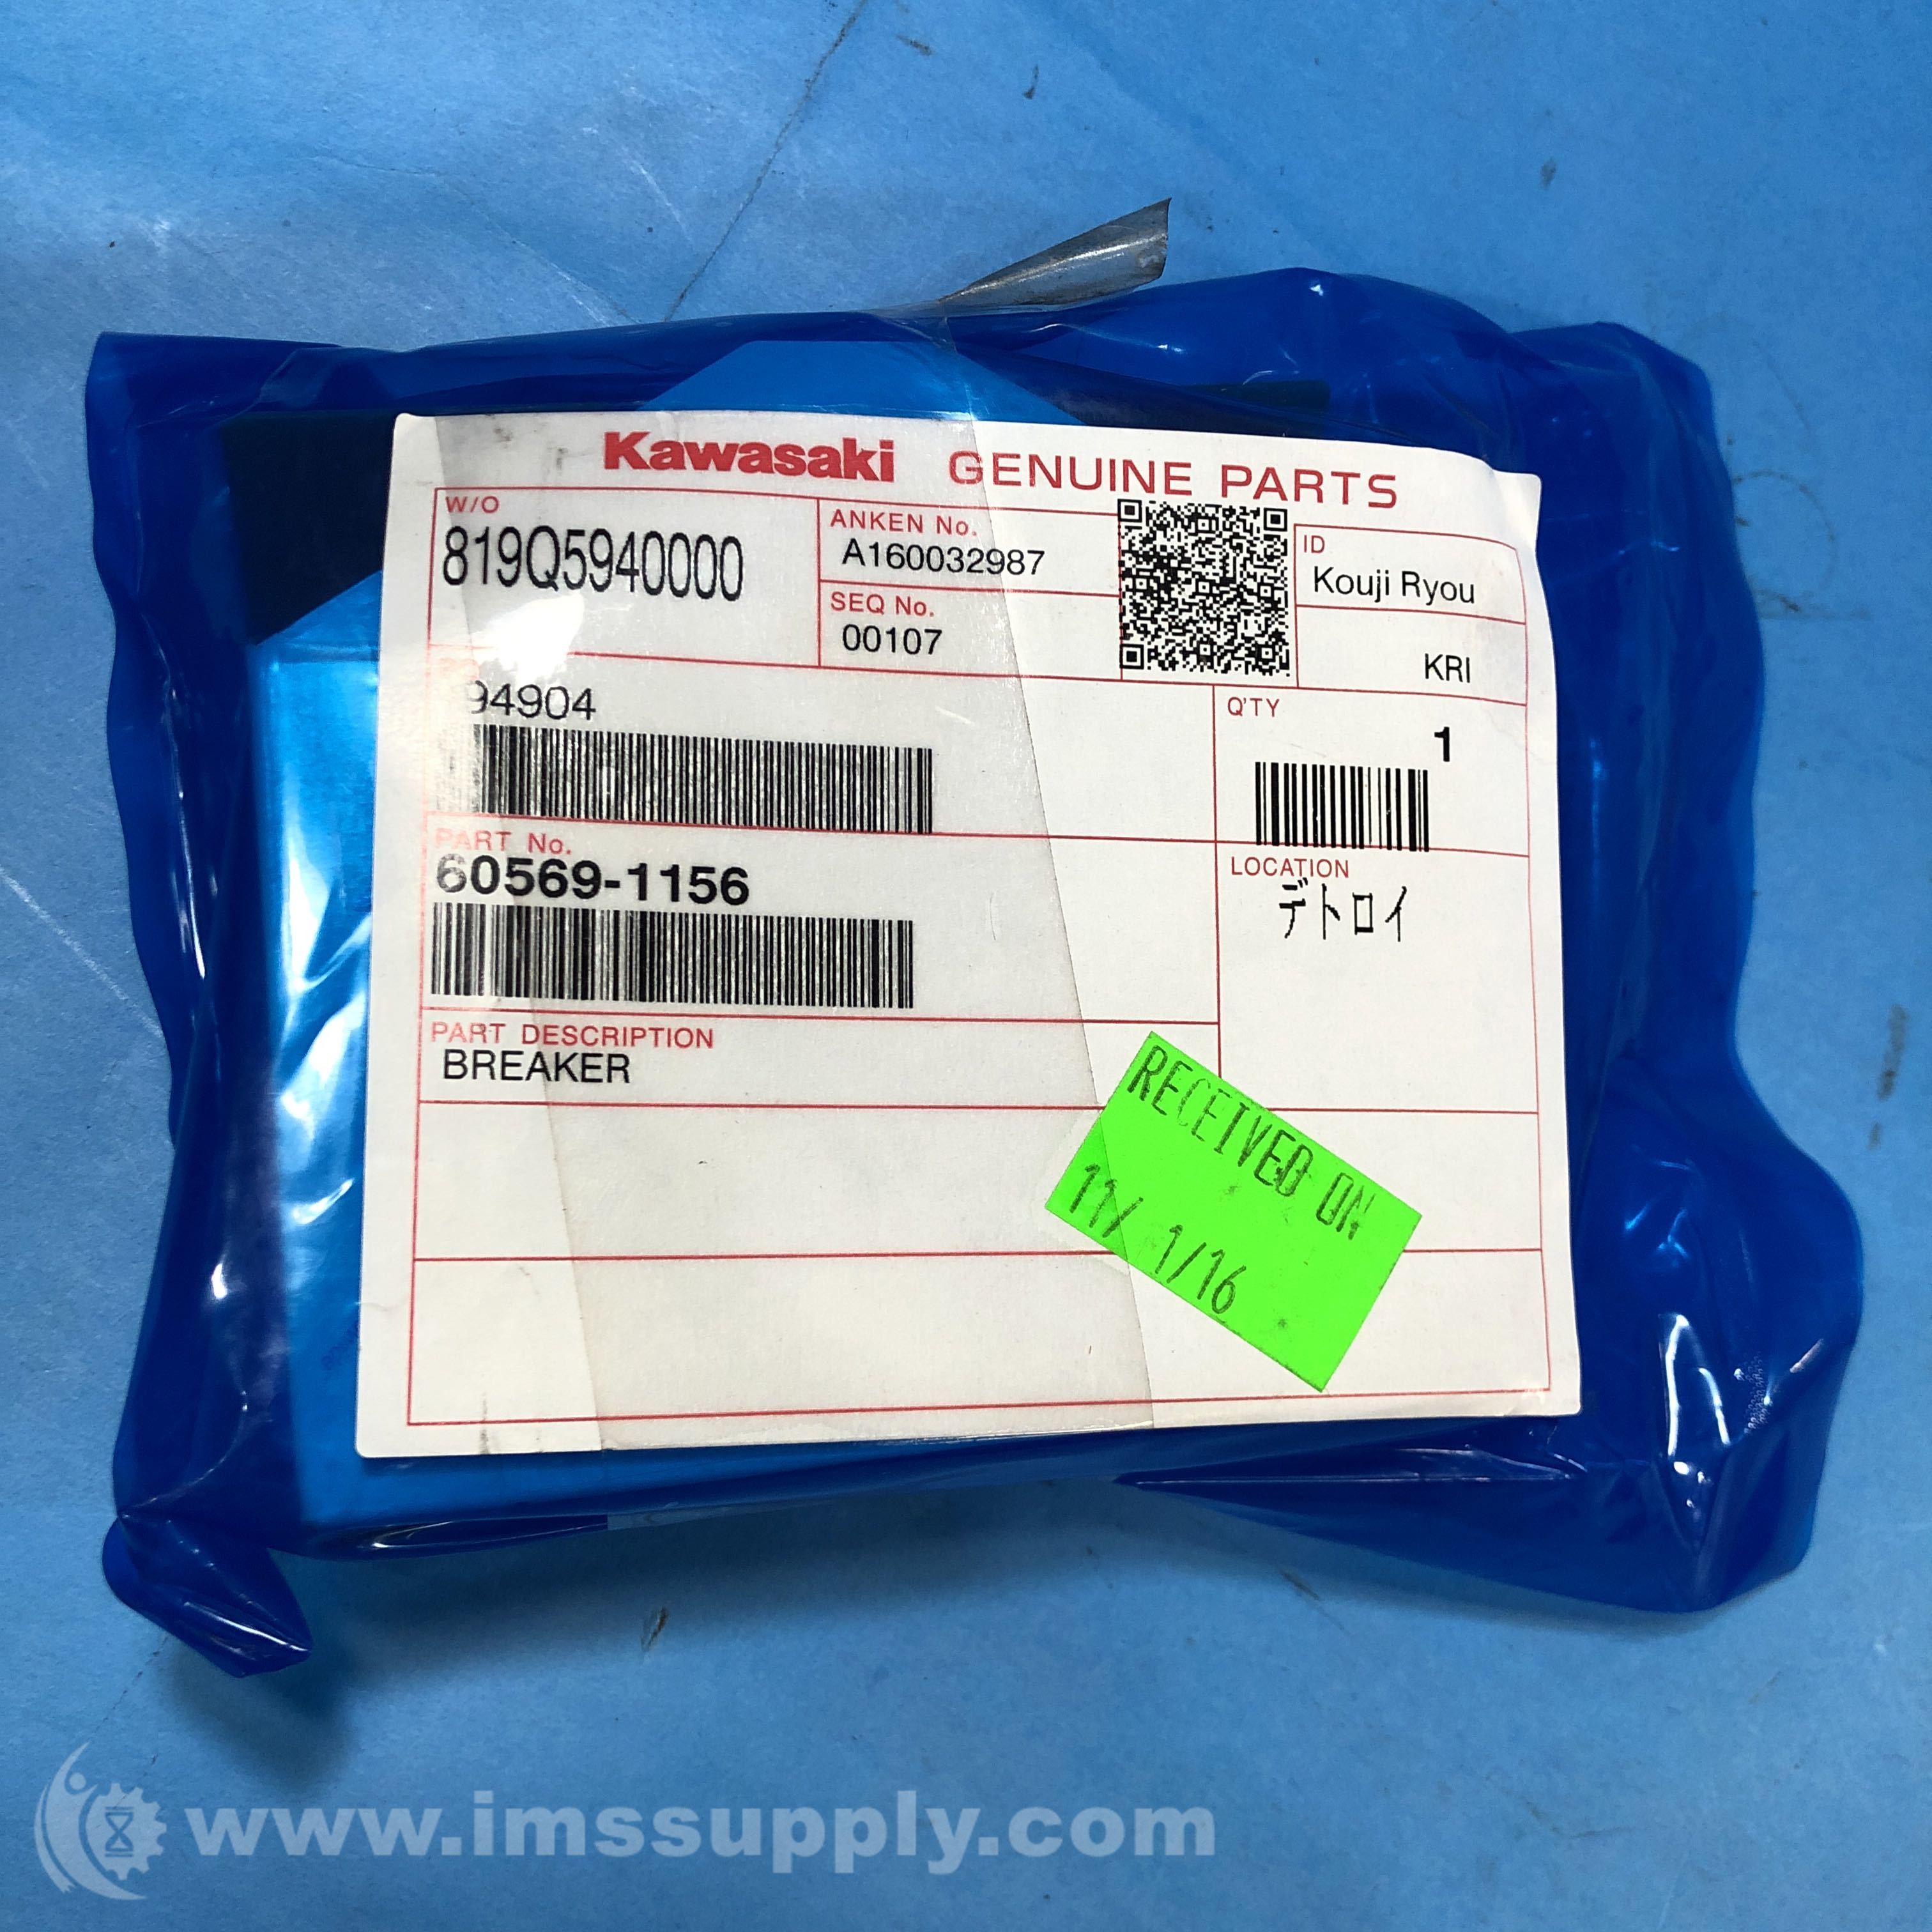 Kawasaki GENUINE PARTS
W/O
819Q5940000
ANKEN No.
A160032987
SEQ No.
00107
ID
Kouji Ryou
KRI
94904
Q'TY
1
PART No.
60569-1156
LOCATION
デトロイ
PART DESCRIPTION
BREAKER
RECEIVED ON
11/ 1/16
www.imssupply.com